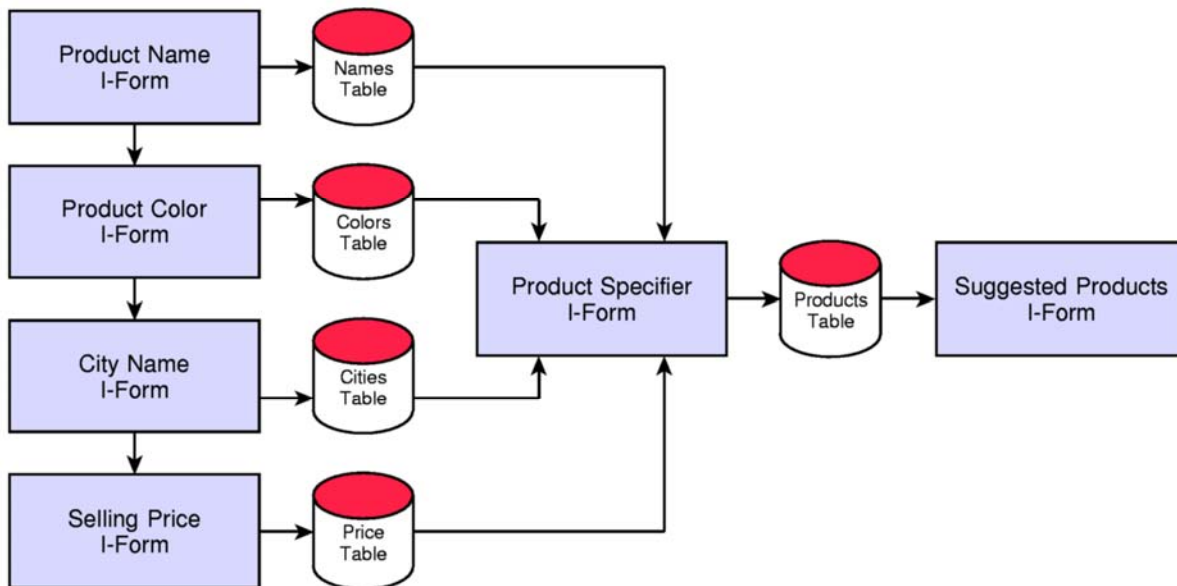 Product Name
I-Form
Names
Table
Product Color
I-Form
Colors
Table
Product Specifier
I-Form
Products
Table
Suggested Products
I-Form
City Name
I-Form
Cities
Table
Selling Price
I-Form
Price
Table